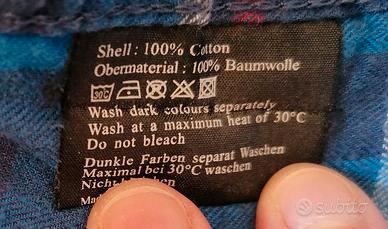 Shell: 100% Cotton
Obermaterial: 100% Baumwolle
30°C
Wash dark colours separately
Wash at a maximum heat of 30°C
Do not bleach
Dunkle Farben separat Waschen
Maximal bei 30°C waschen
Nicht
subito